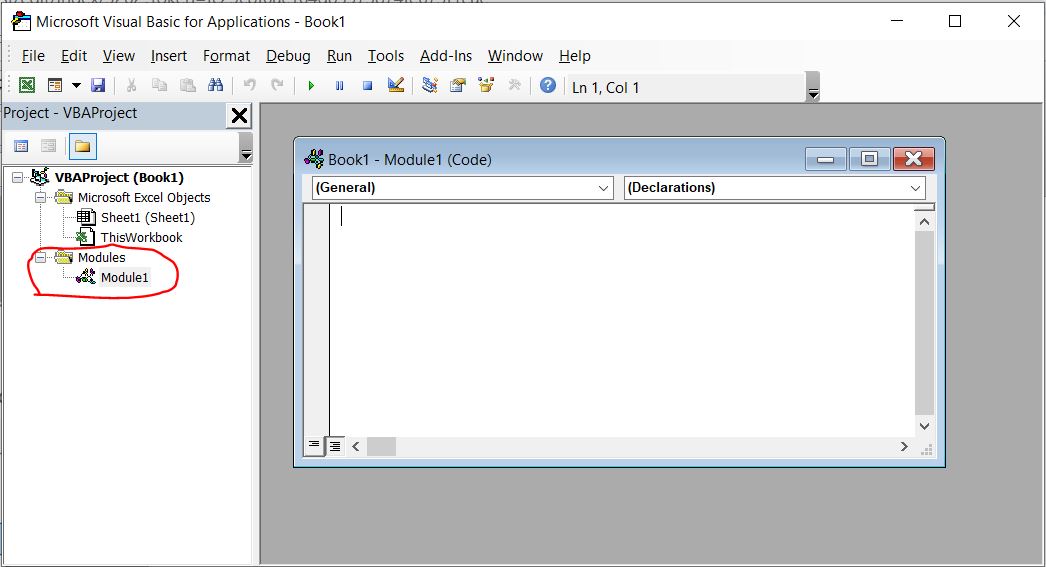 Microsoft Visual Basic for Applications - Book1
File Edit View Insert Format Debug Run Tools Add-Ins Window Help
Ln 1, Col 1
Project - VBAProject
VBAProject (Book1)
Microsoft Excel Objects
Sheet1 (Sheet1)
ThisWorkbook
Modules
Module1
Book1 - Module1 (Code)
(General) (Declarations)